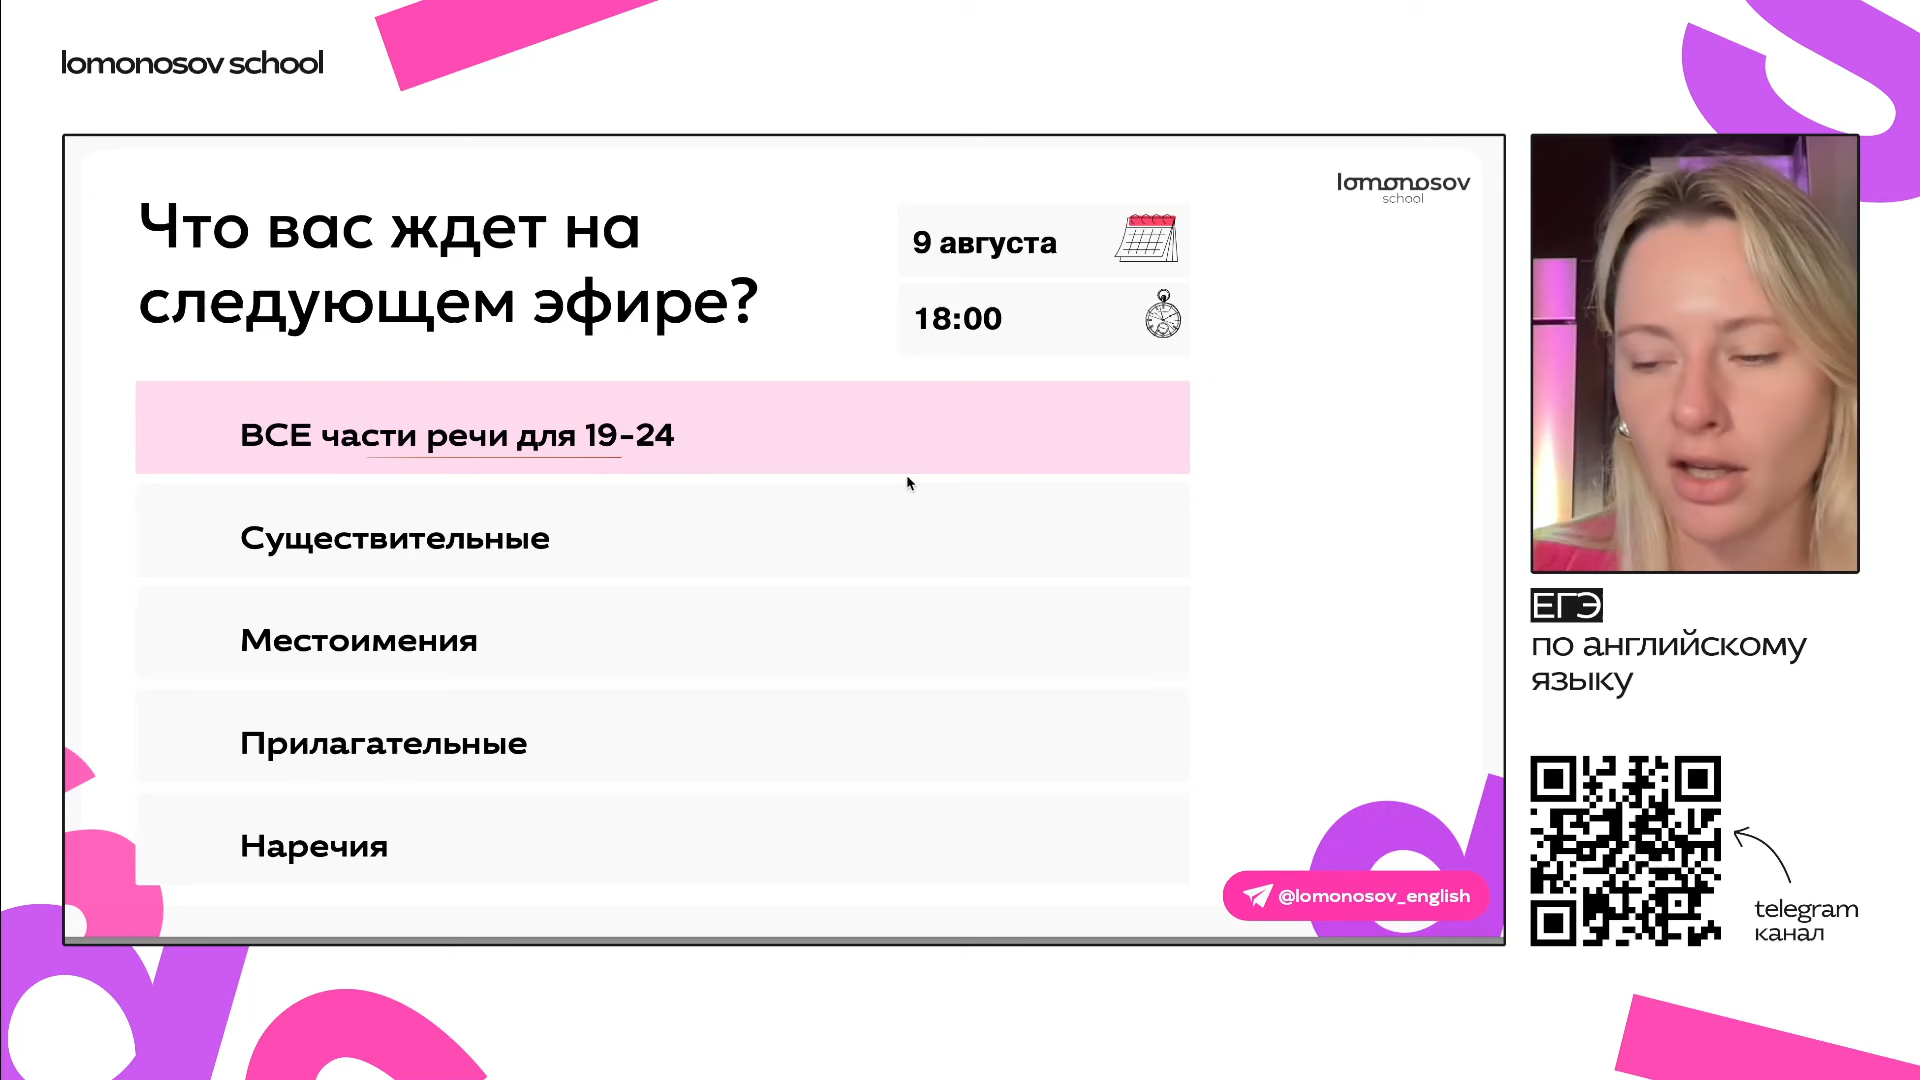 lomonosov school
Что вас ждет на
следующем эфире?
9 августа
18:00
lomonosov
school
ВСЕ части речи для 19-24
Существительные
Местоимения
Прилагательные
Наречия
@lomonosov_english
ЕГЭ
по английскому
языку
telegram
канал